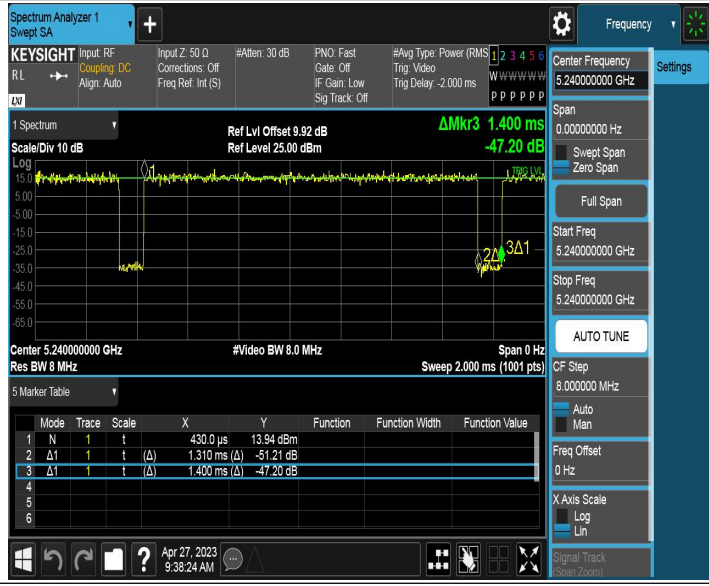 Spectrum Analyzer 1
Swept SA
+
Frequency
KEYSIGHT
RL
LXI
Input: RF
Coupling: DC
Align: Auto
Input Z: 50 Ω
Corrections: Off
Freq Ref: Int (S)
#Atten: 30 dB
PNO: Fast
Gate: Off
IF Gain: Low
Sig Track: Off
#Avg Type: Power (RMS
Trig: Video
Trig Delay: -2.000 ms
1 2 3 4 5 6
W W W W W W
P P P P P P
Settings
Center Frequency
5.240000000 GHz
Span
0.00000000 Hz
Swept Span
Zero Span
Full Span
Start Freq
5.240000000 GHz
Stop Freq
5.240000000 GHz
AUTO TUNE
CF Step
8.000000 MHz
Auto
Man
Freq Offset
0 Hz
X Axis Scale
Log
Lin
Signal Track
(Span Zoom)
1 Spectrum
Scale/Div 10 dB
Ref Lvl Offset 9.92 dB
Ref Level 25.00 dBm
ΔMkr3 1.400 ms
-47.20 dB
Log
TRIG LVL
15.0
5.00
-5.00
-15.0
-25.0
-35.0
-45.0
-55.0
-65.0
1
2Δ1
3Δ1
Center 5.240000000 GHz
#Video BW 8.0 MHz
Span 0 Hz
Res BW 8 MHz
Sweep 2.000 ms (1001 pts)
5 Marker Table
Mode Trace Scale X Y Function Function Width Function Value
1 N 1 t 430.0 µs 13.94 dBm
2 Δ1 1 t (Δ) 1.310 ms (Δ) -51.21 dB
3 Δ1 1 t (Δ) 1.400 ms (Δ) -47.20 dB
4
5
6
?
Apr 27, 2023
9:38:24 AM